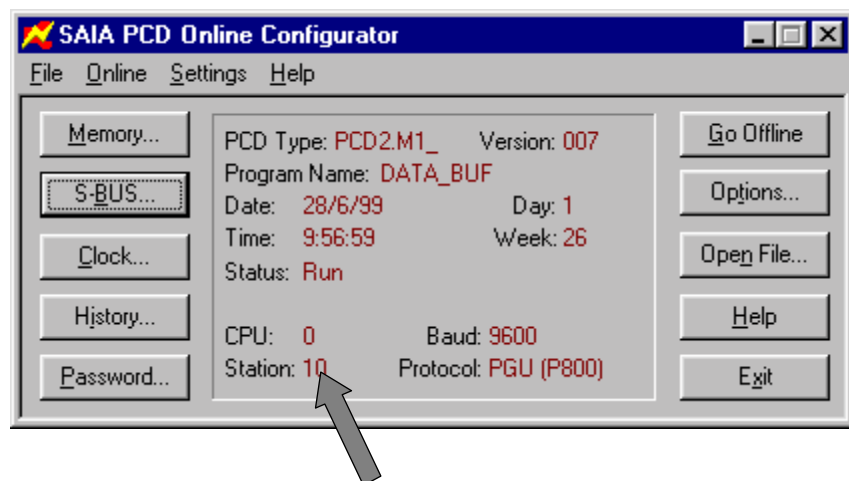 SAIA PCD Online Configurator
File Online Settings Help
Memory...
S-BUS...
Clock...
History...
Password...
PCD Type: PCD2.M1_ Version: 007
Program Name: DATA_BUF
Date: 28/6/99 Day: 1
Time: 9:56:59 Week: 26
Status: Run
CPU: 0 Baud: 9600
Station: 10 Protocol: PGU (P800)
Go Offline
Options...
Open File...
Help
Exit